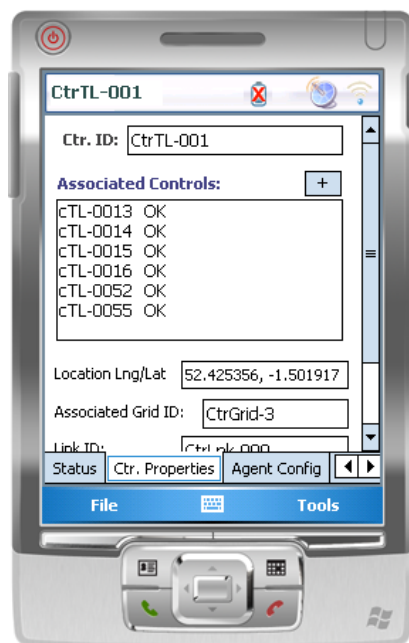 CtrTL-001
Ctr. ID: CtrTL-001
Associated Controls: +
cTL-0013 OK
cTL-0014 OK
cTL-0015 OK
cTL-0016 OK
cTL-0052 OK
cTL-0055 OK
Location Lng/Lat 52.425356, -1.501917
Associated Grid ID: CtrGrid-3
Link ID: CtrLnk-000
Status Ctr. Properties Agent Config
File Tools